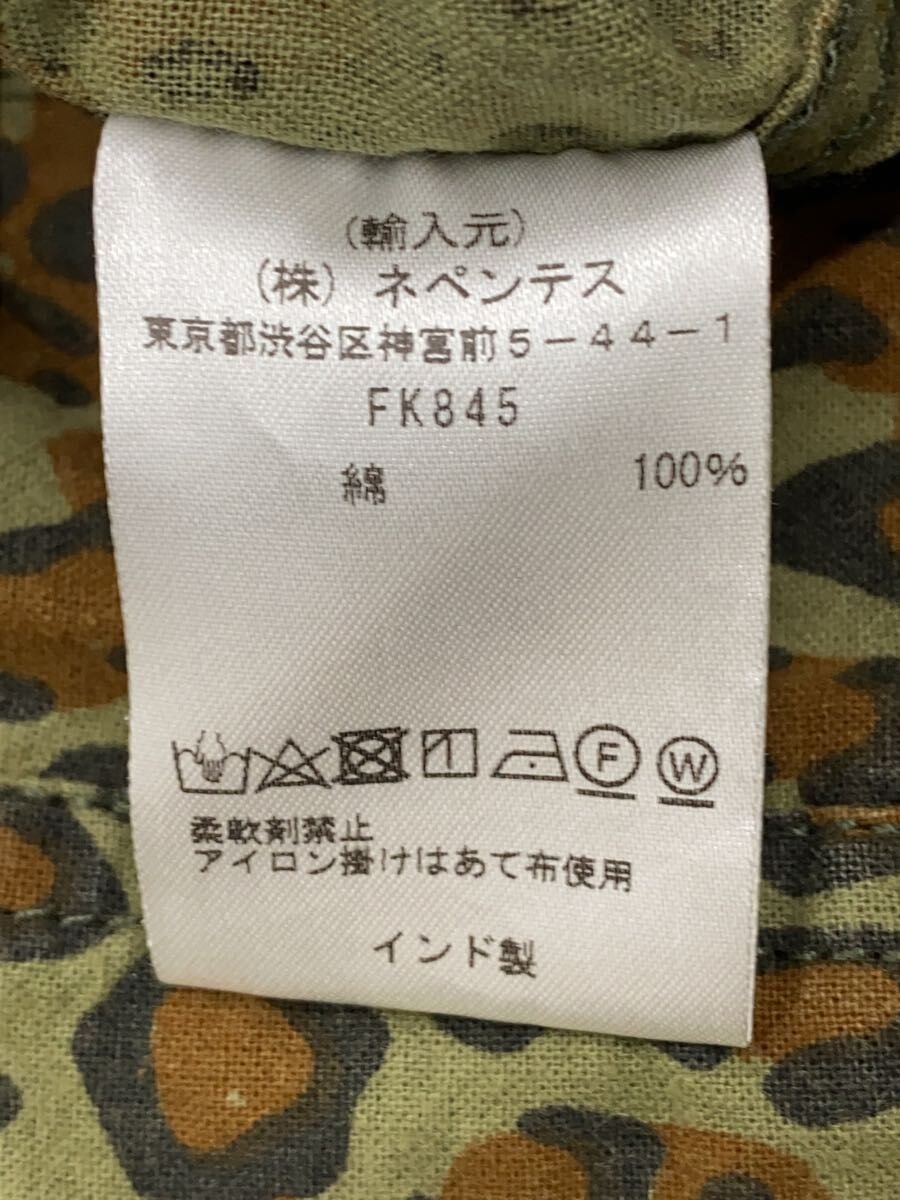 (輸入元)
(株) ネペンテス
東京都渋谷区神宮前5-44-1
FK845
綿 100%
F W
柔軟剤禁止
アイロン掛けはあて布使用
インド製